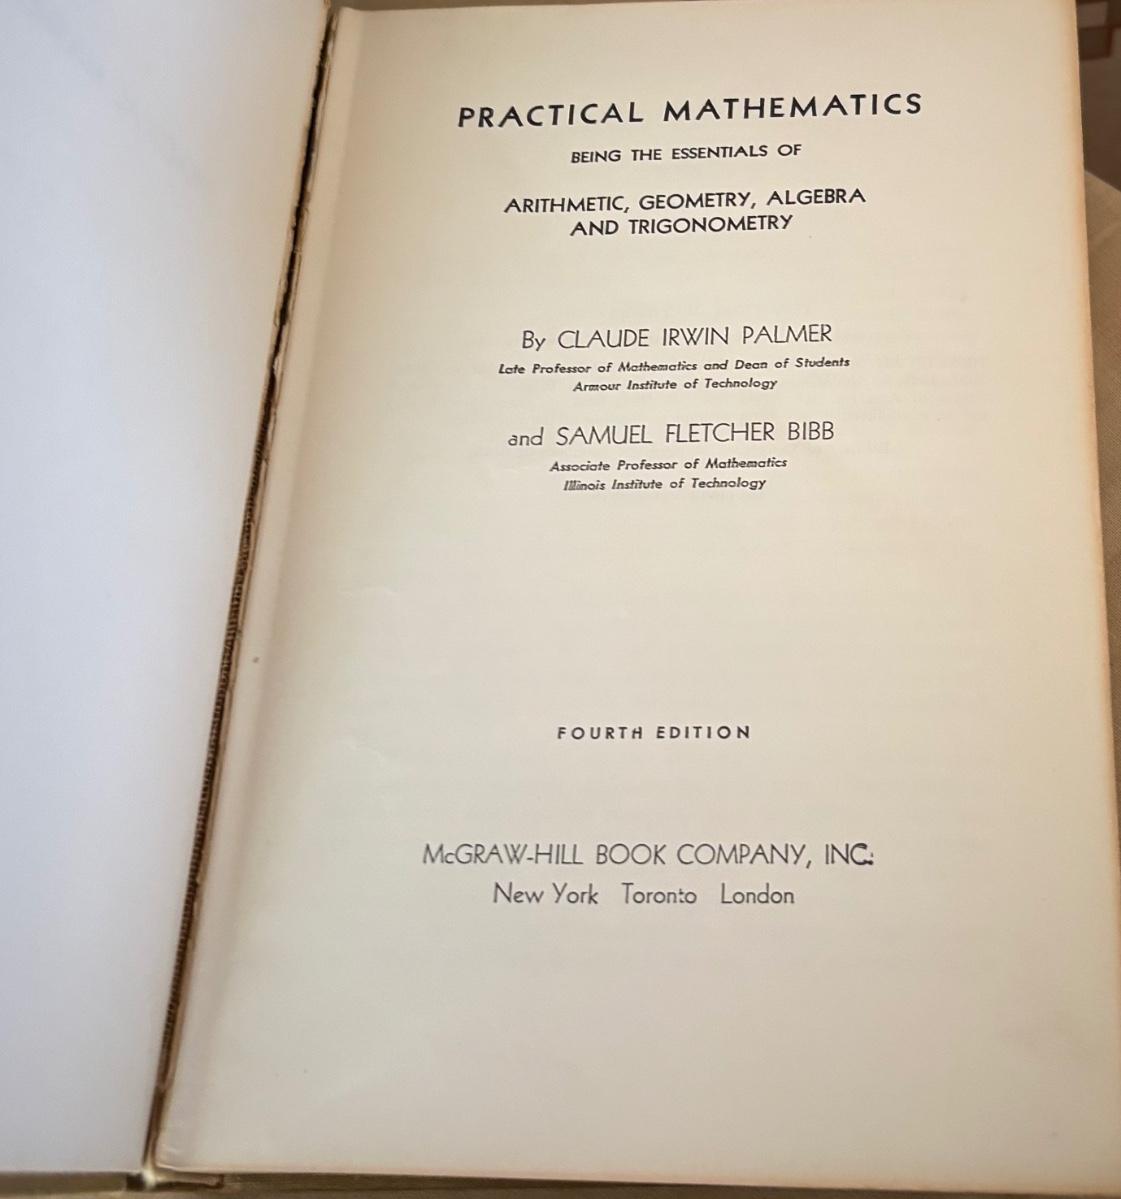 PRACTICAL MATHEMATICS
BEING THE ESSENTIALS OF
ARITHMETIC, GEOMETRY, ALGEBRA
AND TRIGONOMETRY
By CLAUDE IRWIN PALMER
Late Professor of Mathematics and Dean of Students
Armour Institute of Technology
and SAMUEL FLETCHER BIBB
Associate Professor of Mathematics
Illinois Institute of Technology
FOURTH EDITION
McGRAW-HILL BOOK COMPANY, INC.
New York Toronto London